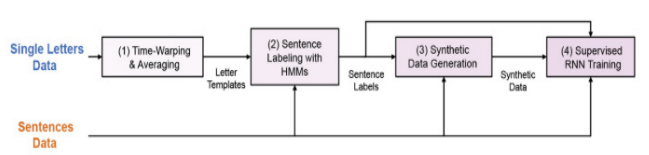 Single Letters
Data
(1) Time-Warping
& Averaging
Letter
Templates
(2) Sentence
Labeling with
HMMs
Sentence
Labels
(3) Synthetic
Data Generation
Synthetic
Data
(4) Supervised
RNN Training
Sentences
Data